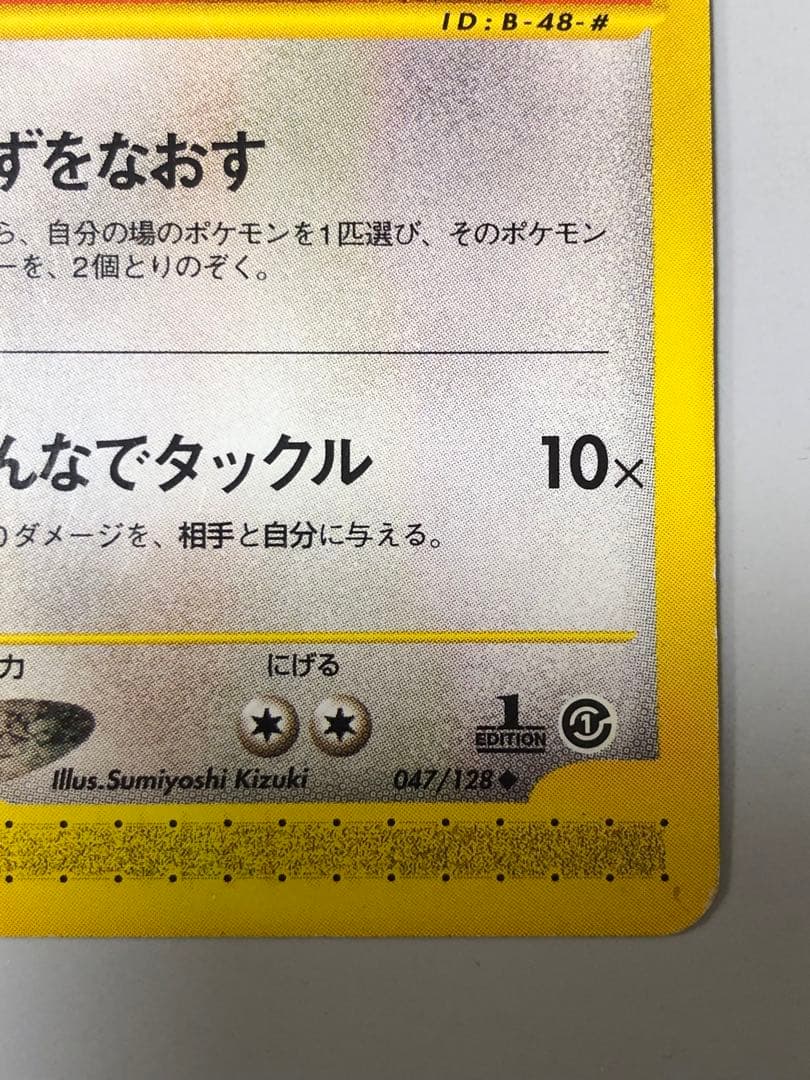 ID:B-48-#
ずをなおす
ら、自分の場のポケモンを1匹選び、そのポケモン
ーを、2個とりのぞく。
んなでタックル 10×
0ダメージを、相手と自分に与える。
力 にげる
1 EDITION 1
Illus.Sumiyoshi Kizuki 047/128◆